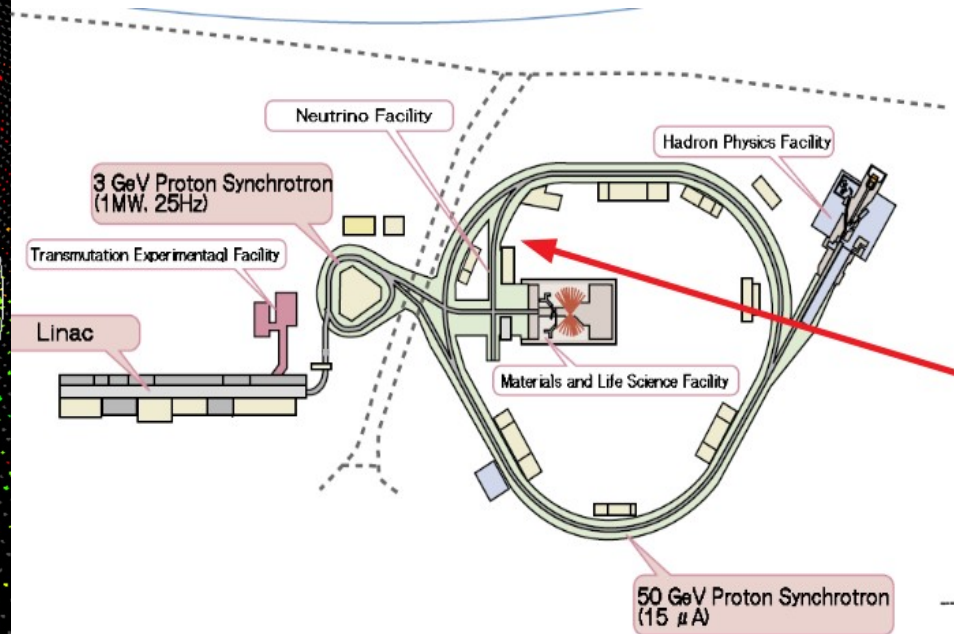 Neutrino Facility
Hadron Physics Facility
3 GeV Proton Synchrotron
(1MW, 25Hz)
Transmutation Experimentaql Facility
Linac
Materials and Life Science Facility
50 GeV Proton Synchrotron
(15 μA)